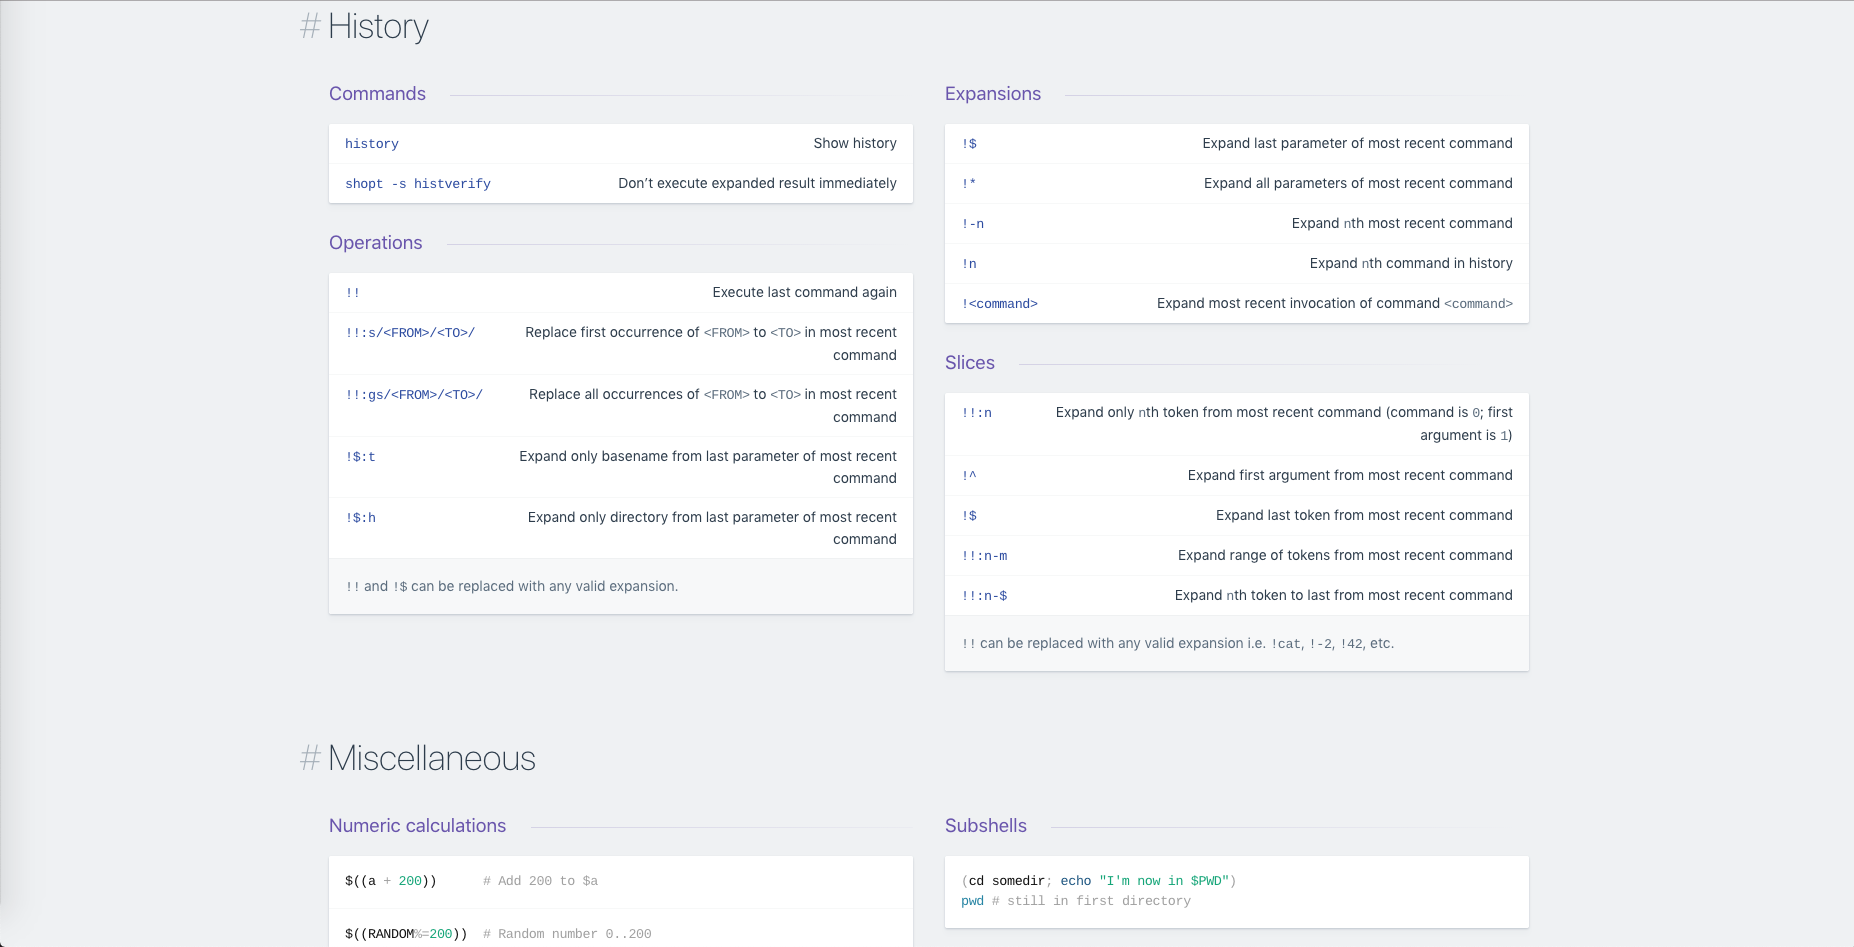 # History
Commands
history Show history
shopt -s histverify Don’t execute expanded result immediately
Operations
!! Execute last command again
!!:s/<FROM>/<TO>/ Replace first occurrence of <FROM> to <TO> in most recent
command
!!:gs/<FROM>/<TO>/ Replace all occurrences of <FROM> to <TO> in most recent
command
!$:t Expand only basename from last parameter of most recent
command
!$:h Expand only directory from last parameter of most recent
command
!! and !$ can be replaced with any valid expansion.
Expansions
!$ Expand last parameter of most recent command
!* Expand all parameters of most recent command
!-n Expand nth most recent command
!n Expand nth command in history
!<command> Expand most recent invocation of command <command>
Slices
!!:n Expand only nth token from most recent command (command is 0; first
argument is 1)
!^ Expand first argument from most recent command
!$ Expand last token from most recent command
!!:n-m Expand range of tokens from most recent command
!!:n-$ Expand nth token to last from most recent command
!! can be replaced with any valid expansion i.e. !cat, !-2, !42, etc.
# Miscellaneous
Numeric calculations
$((a + 200)) # Add 200 to $a
$((RANDOM%=200)) # Random number 0..200
Subshells
(cd somedir; echo "I'm now in $PWD")
pwd # still in first directory